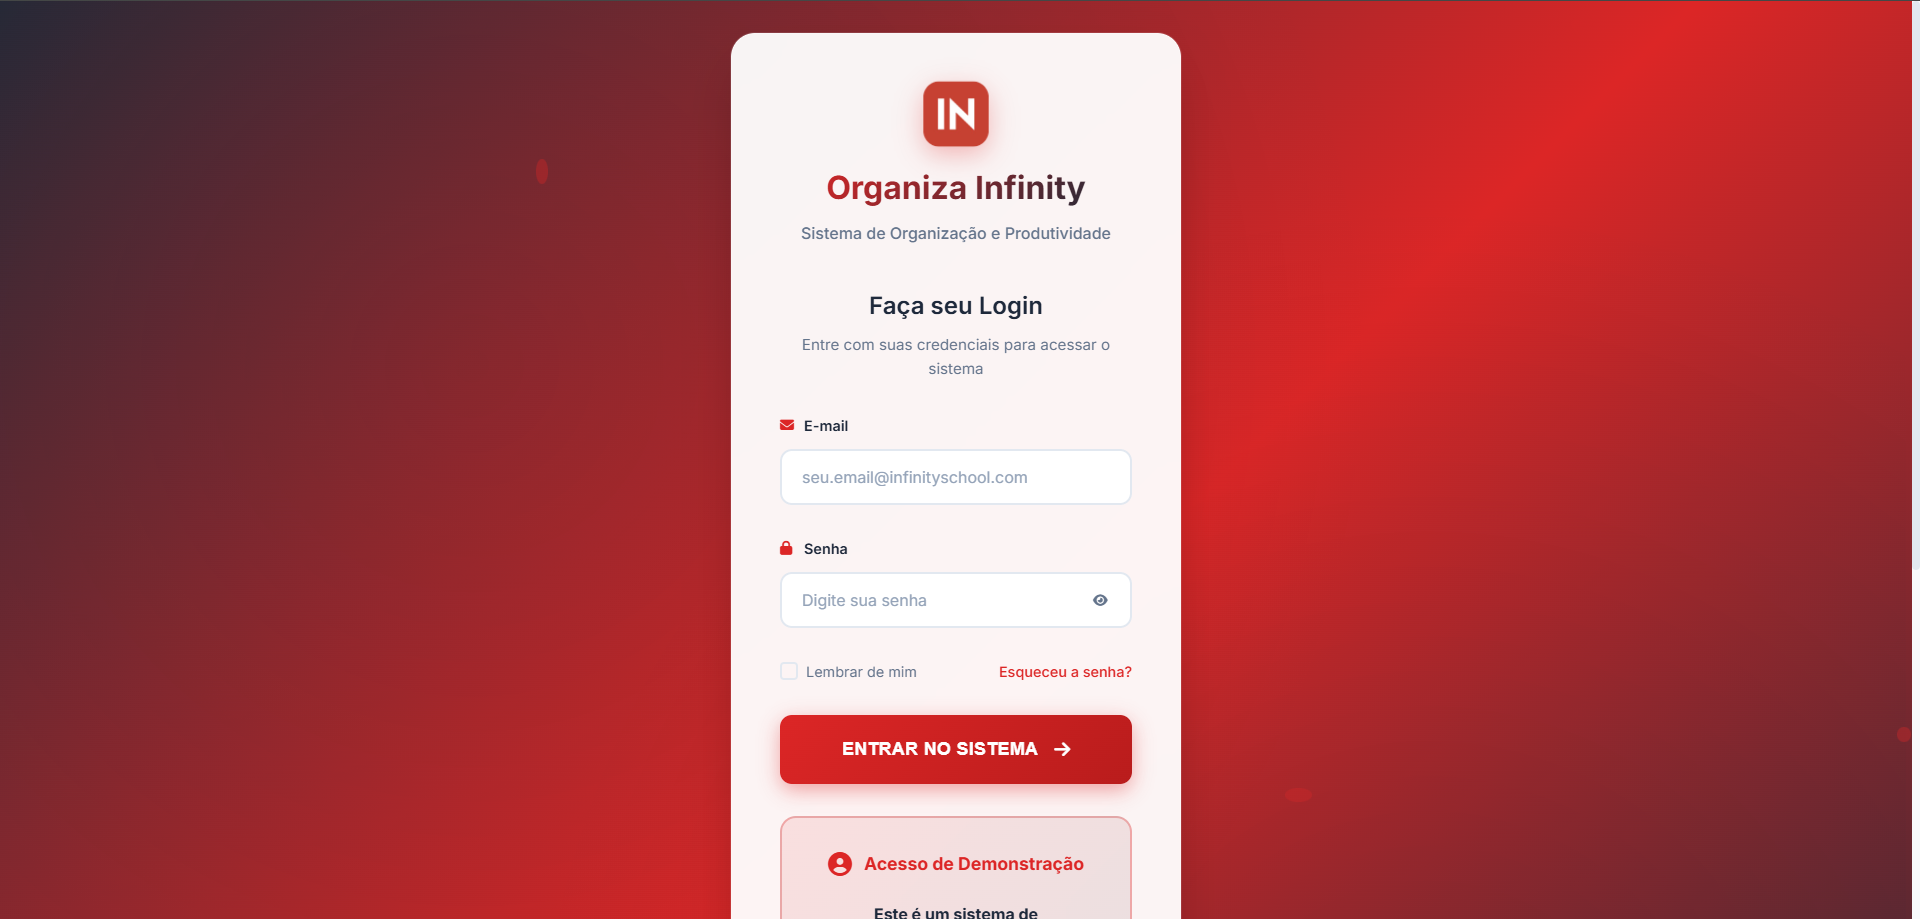 IN
Organiza Infinity
Sistema de Organização e Produtividade
Faça seu Login
Entre com suas credenciais para acessar o
sistema
E-mail
seu.email@infinityschool.com
Senha
Digite sua senha
Lembrar de mim
Esqueceu a senha?
ENTRAR NO SISTEMA
Acesso de Demonstração
Este é um sistema de